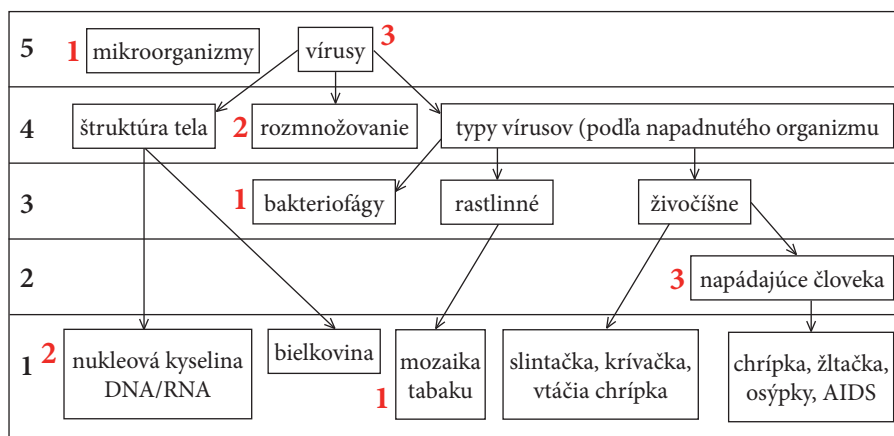 5
1
mikroorganizmy
vírusy
3
4
štruktúra tela
2
rozmnožovanie
typy vírusov (podľa napadnutého organizmu
3
1
bakteriofágy
rastlinné
živočíšne
2
3
napádajúce človeka
1
2
nukleová kyselina
DNA/RNA
bielkovina
1
mozaika
tabaku
slintačka, krívačka,
vtáčia chrípka
chrípka, žltačka,
osýpky, AIDS